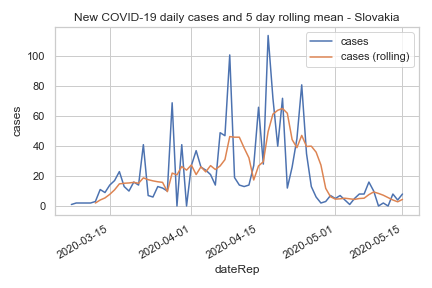 New COVID-19 daily cases and 5 day rolling mean - Slovakia
cases
cases (rolling)
100
80
60
40
20
0
cases
2020-03-15
2020-04-01
2020-04-15
2020-05-01
2020-05-15
dateRep